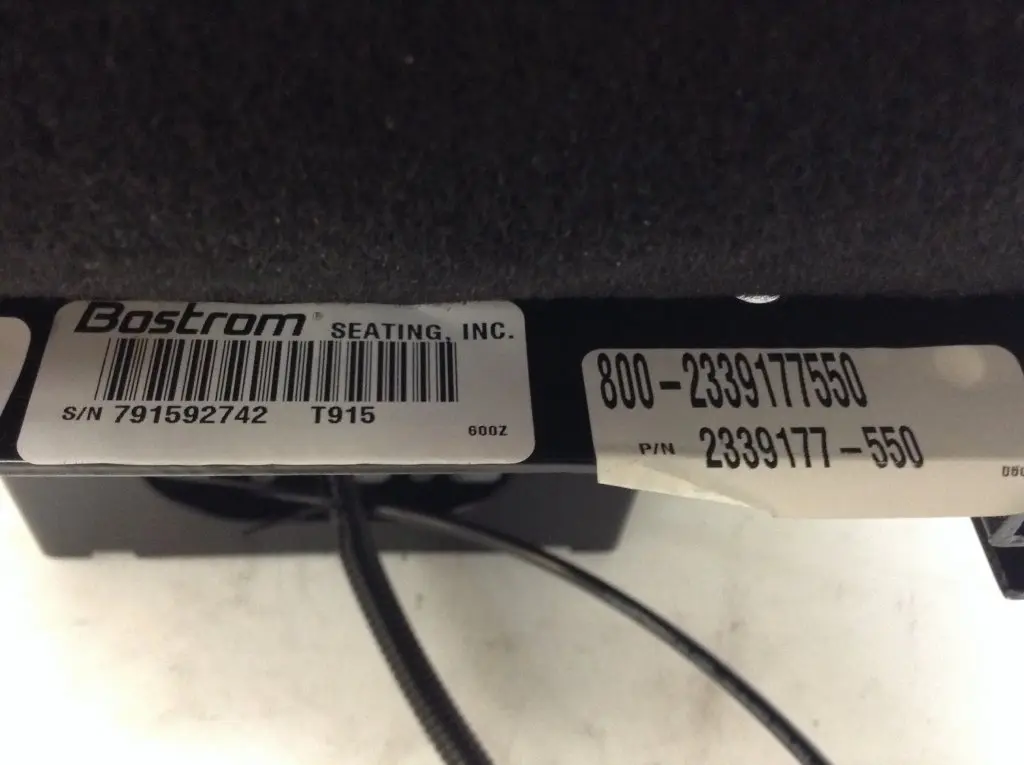 Bostrom® SEATING, INC.
S/N 791592742 T915
600Z
800-2339177550
P/N 2339177-550